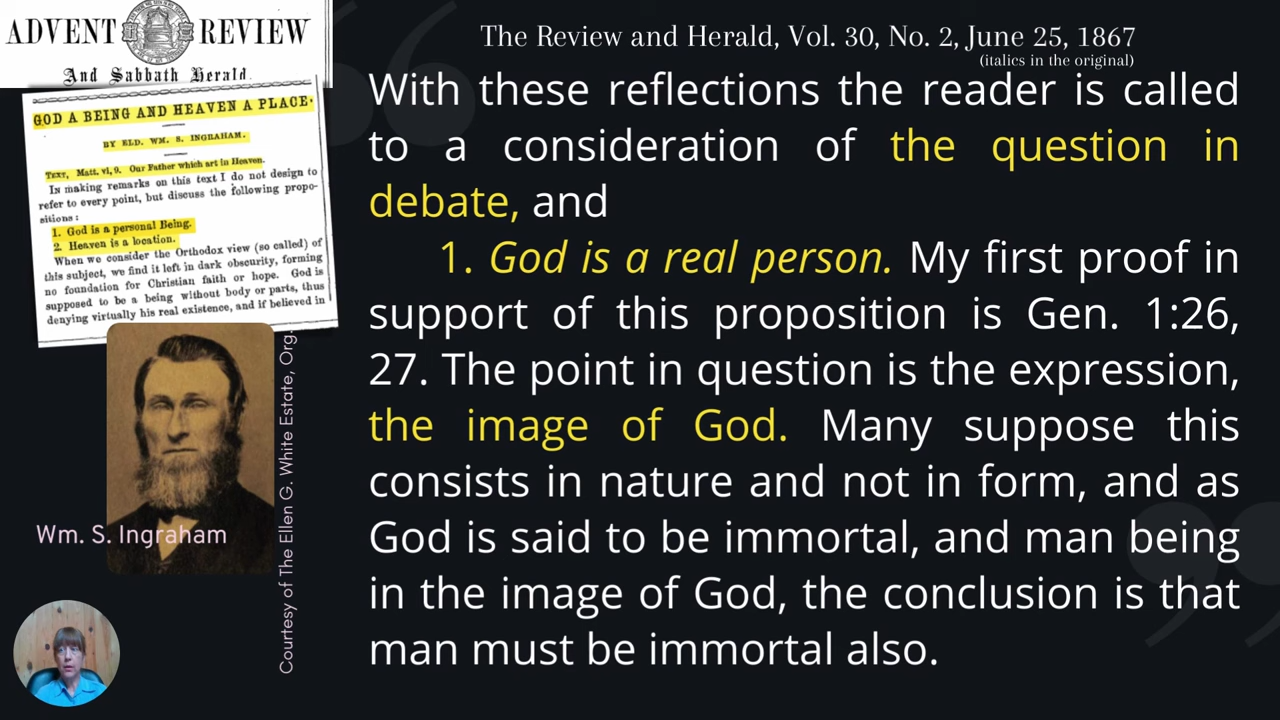 ADVENT REVIEW
And Sabbath Herald.
GOD A BEING AND HEAVEN A PLACE.
BY ELD. WM. S. INGRAHAM.
TEXT, Matt. vi, 9. Our Father which art in Heaven.
IN making remarks on this text I do not design to
refer to every point, but discuss the following propo-
sitions:
1. God is a personal Being.
2. Heaven is a location.
When we consider the Orthodox view (so called) of
this subject, we find it left in dark obscurity, forming
no foundation for Christian faith or hope. God is
supposed to be a being without body or parts, thus
denying virtually his real existence, and if believed in
Wm. S. Ingraham
Courtesy of The Ellen G. White Estate, Org.
The Review and Herald, Vol. 30, No. 2, June 25, 1867
(italics in the original)
With these reflections the reader is called
to a consideration of the question in
debate, and
1. God is a real person. My first proof in
support of this proposition is Gen. 1:26,
27. The point in question is the expression,
the image of God. Many suppose this
consists in nature and not in form, and as
God is said to be immortal, and man being
in the image of God, the conclusion is that
man must be immortal also.